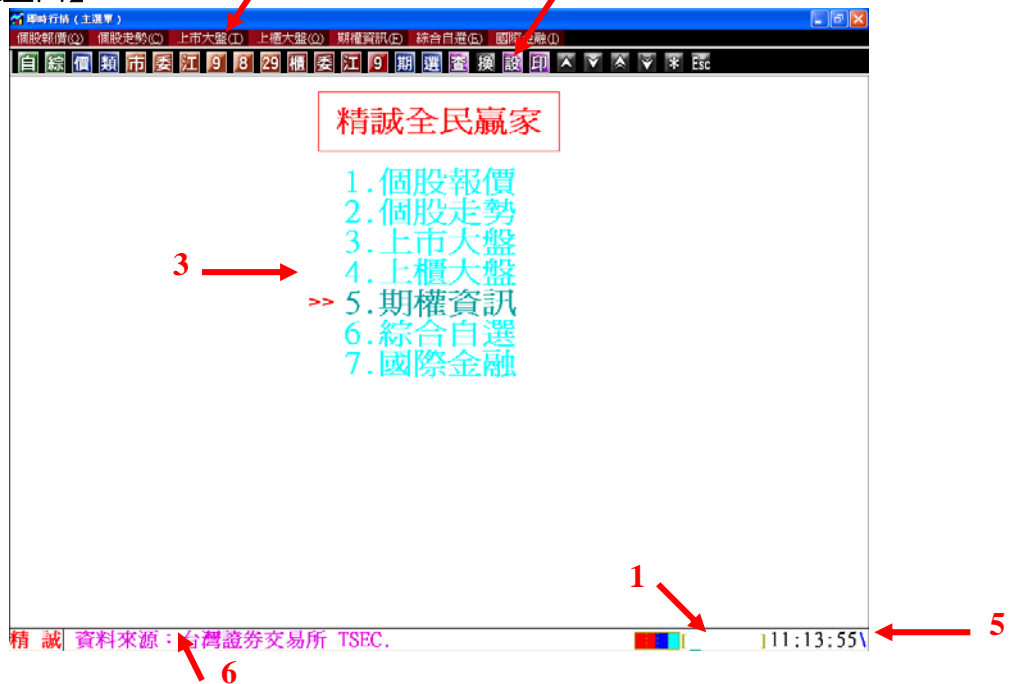 即時行情 (主選單)
個股報價(Q) 個股走勢(C) 上市大盤(T) 上櫃大盤(O) 期權資訊(F) 綜合自選(E) 國際金融(I)
自 綜 價 類 市 委 江 9 8 29 櫃 委 江 9 期 選 查 換 設 印 Esc
精誠全民贏家
1.個股報價
2.個股走勢
3.上市大盤
3
4.上櫃大盤
>> 5.期權資訊
6.綜合自選
7.國際金融
1
精 誠 資料來源：台灣證券交易所 TSEC. [_ ]11:13:55\
5
6